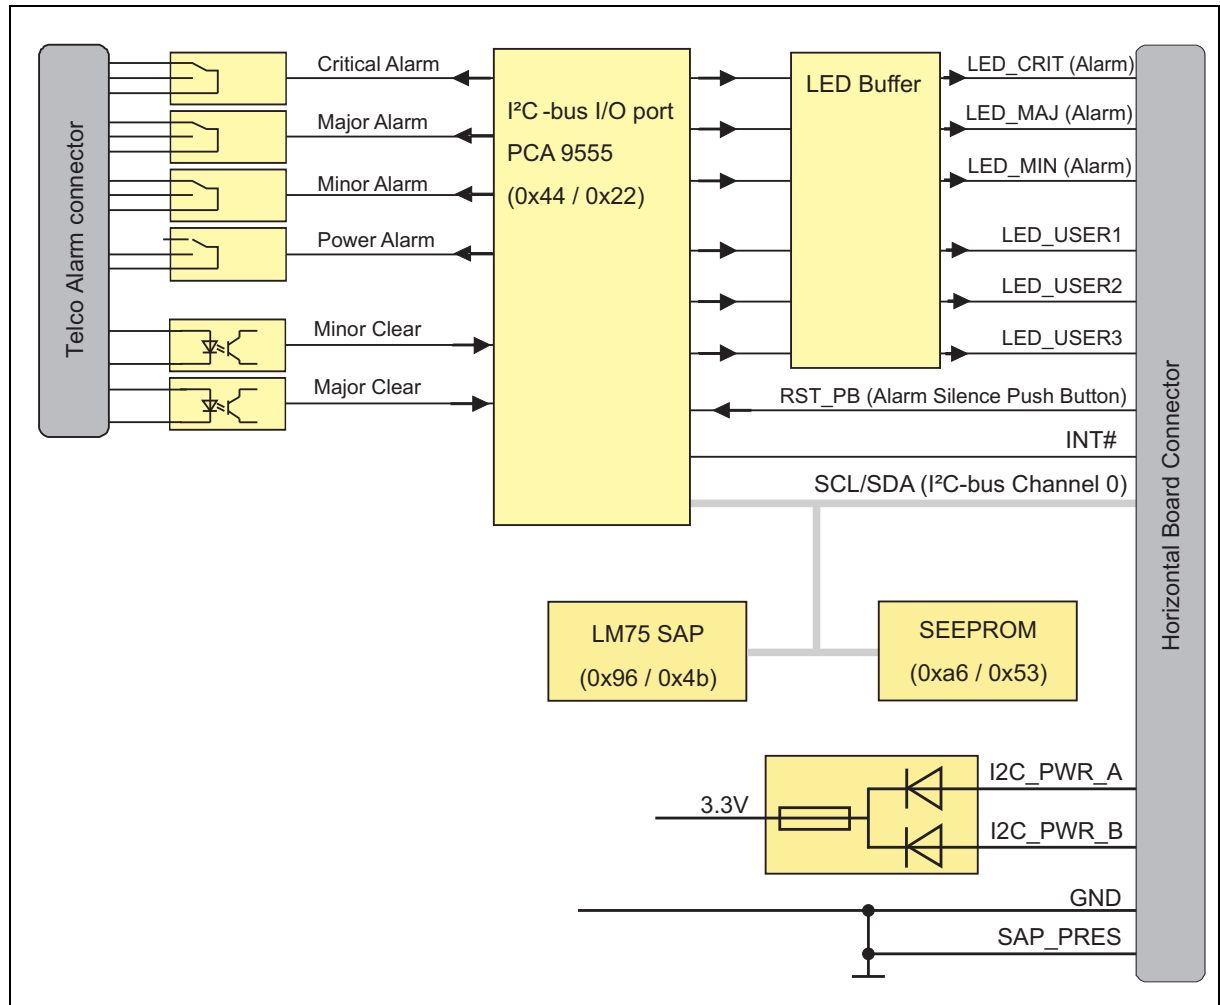 Telco Alarm connector
Critical Alarm
Major Alarm
Minor Alarm
Power Alarm
Minor Clear
Major Clear
I²C -bus I/O port
PCA 9555
(0x44 / 0x22)
LED Buffer
LED_CRIT (Alarm)
LED_MAJ (Alarm)
LED_MIN (Alarm)
LED_USER1
LED_USER2
LED_USER3
RST_PB (Alarm Silence Push Button)
INT#
SCL/SDA (I²C-bus Channel 0)
Horizontal Board Connector
LM75 SAP
(0x96 / 0x4b)
SEEPROM
(0xa6 / 0x53)
3.3V
I2C_PWR_A
I2C_PWR_B
GND
SAP_PRES